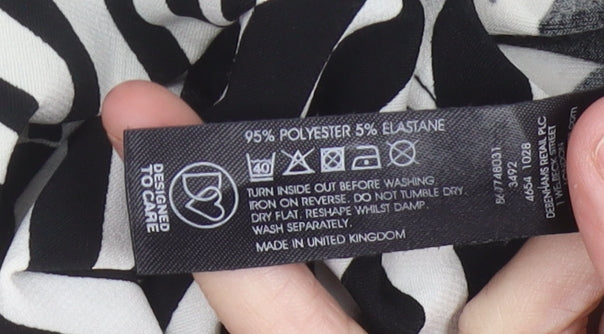 95% POLYESTER 5% ELASTANE
40
TURN INSIDE OUT BEFORE WASHING
IRON ON REVERSE. DO NOT TUMBLE DRY.
DRY FLAT. RESHAPE WHILST DAMP.
WASH SEPARATELY.
MADE IN UNITED KINGDOM
DESIGNED
TO CARE
3492
4654 1028
DEBENHAMS RETAIL PLC
1 WELBECK STREET